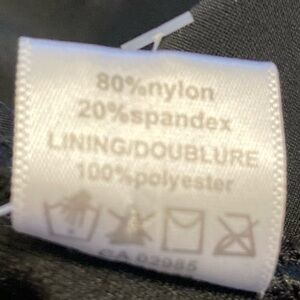 80%nylon
20%spandex
LINING/DOUBLURE
100%polyester
CA 02985